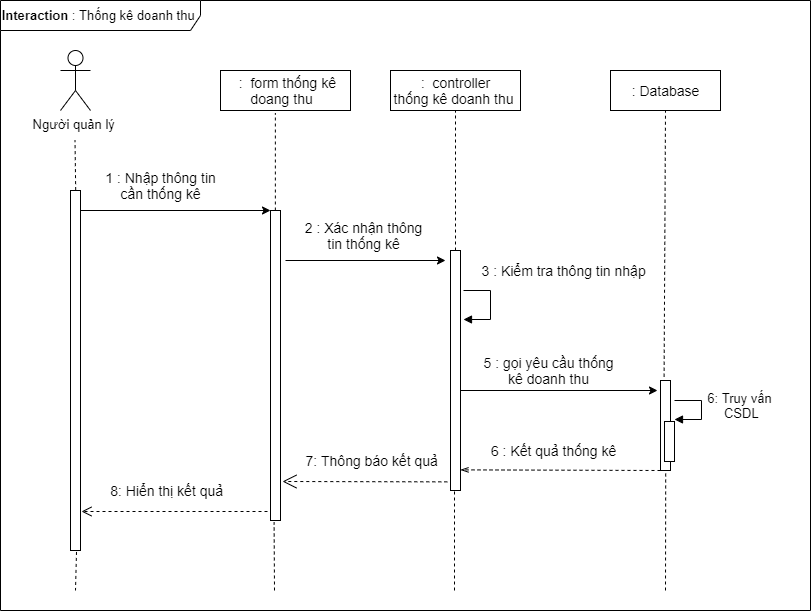 Interaction : Thống kê doanh thu
Người quản lý
: form thống kê
doang thu
: controller
thống kê doanh thu
: Database
1 : Nhập thông tin
cần thống kê
2 : Xác nhận thông
tin thống kê
3 : Kiểm tra thông tin nhập
5 : gọi yêu cầu thống
kê doanh thu
6: Truy vấn
CSDL
6 : Kết quả thống kê
7: Thông báo kết quả
8: Hiển thị kết quả